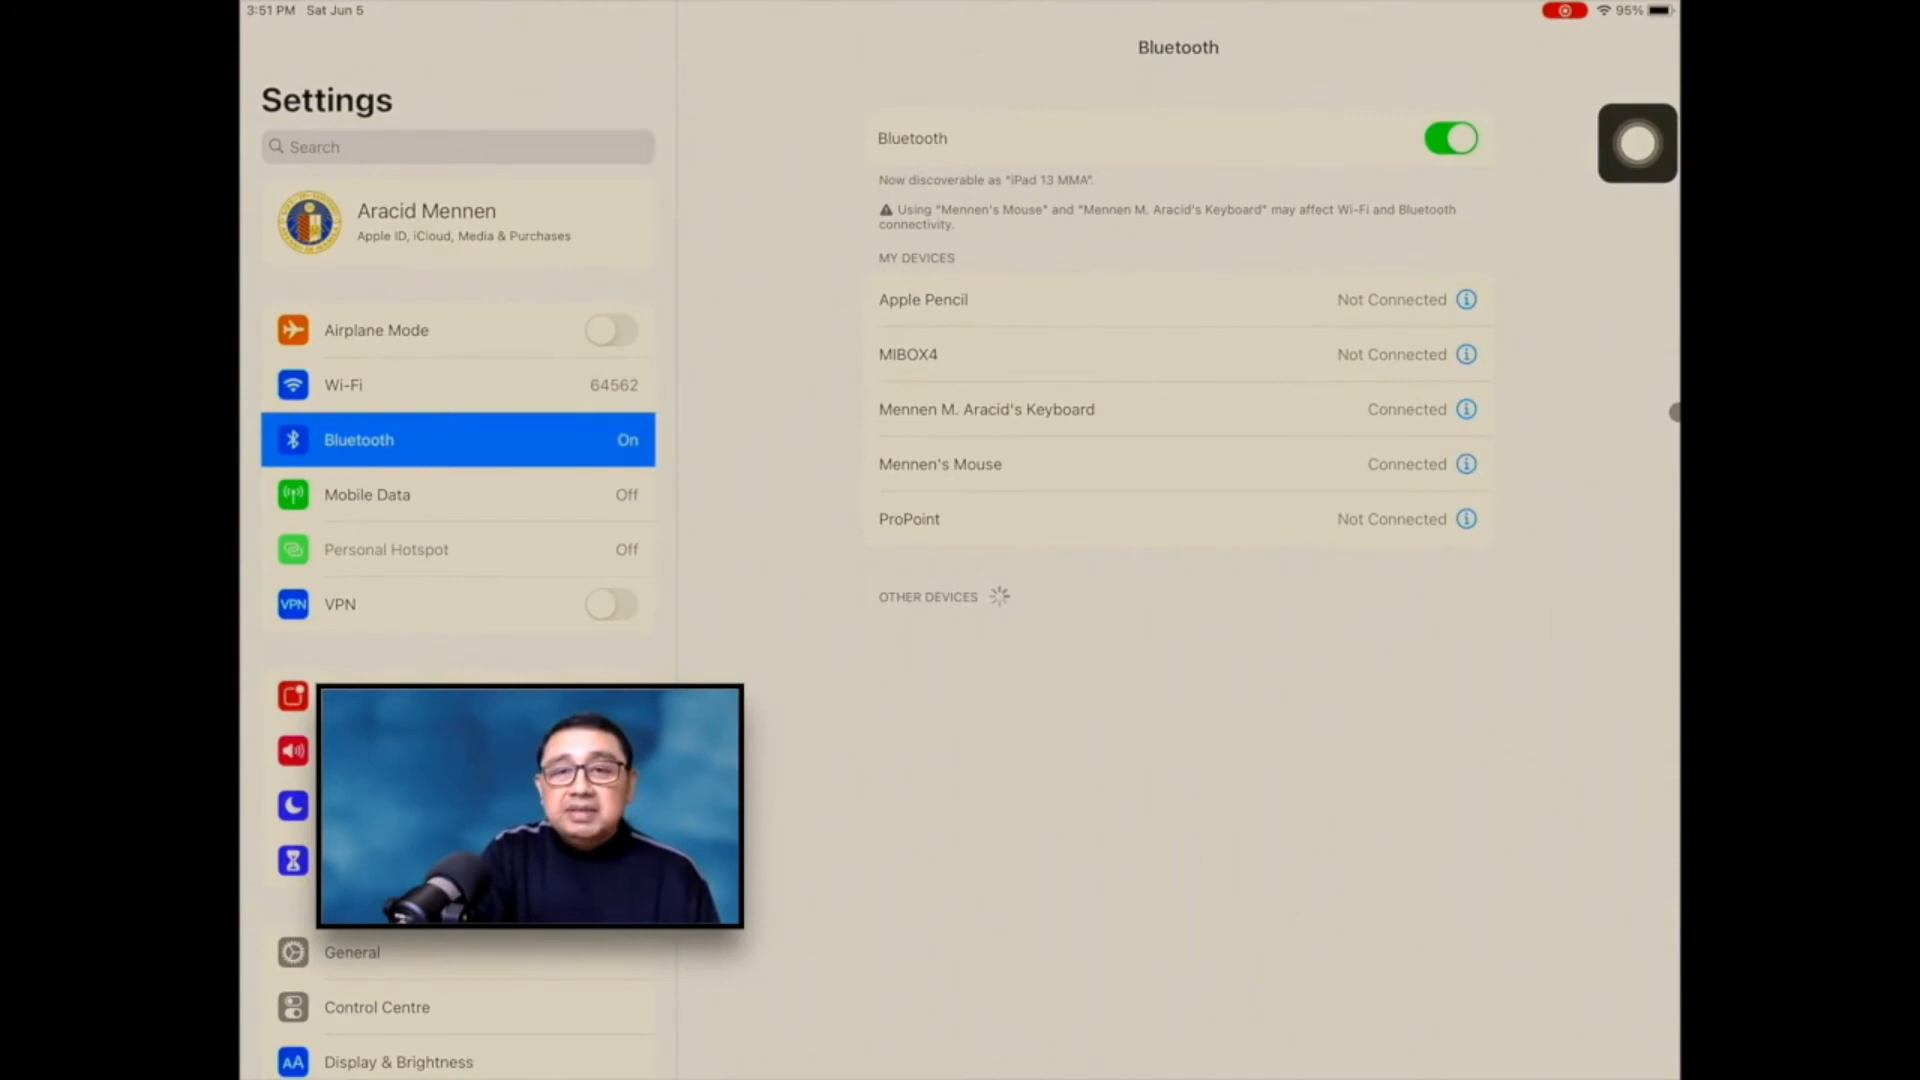 3:51 PM Sat Jun 5
95%
Settings
Search
Aracid Mennen
Apple ID, iCloud, Media & Purchases
Airplane Mode
Wi-Fi 64562
Bluetooth On
Mobile Data Off
Personal Hotspot Off
VPN VPN
General
Control Centre
AA Display & Brightness
Bluetooth
Bluetooth
Now discoverable as “iPad 13 MMA”.
Using “Mennen's Mouse” and “Mennen M. Aracid's Keyboard” may affect Wi-Fi and Bluetooth
connectivity.
MY DEVICES
Apple Pencil Not Connected
MIBOX4 Not Connected
Mennen M. Aracid's Keyboard Connected
Mennen's Mouse Connected
ProPoint Not Connected
OTHER DEVICES